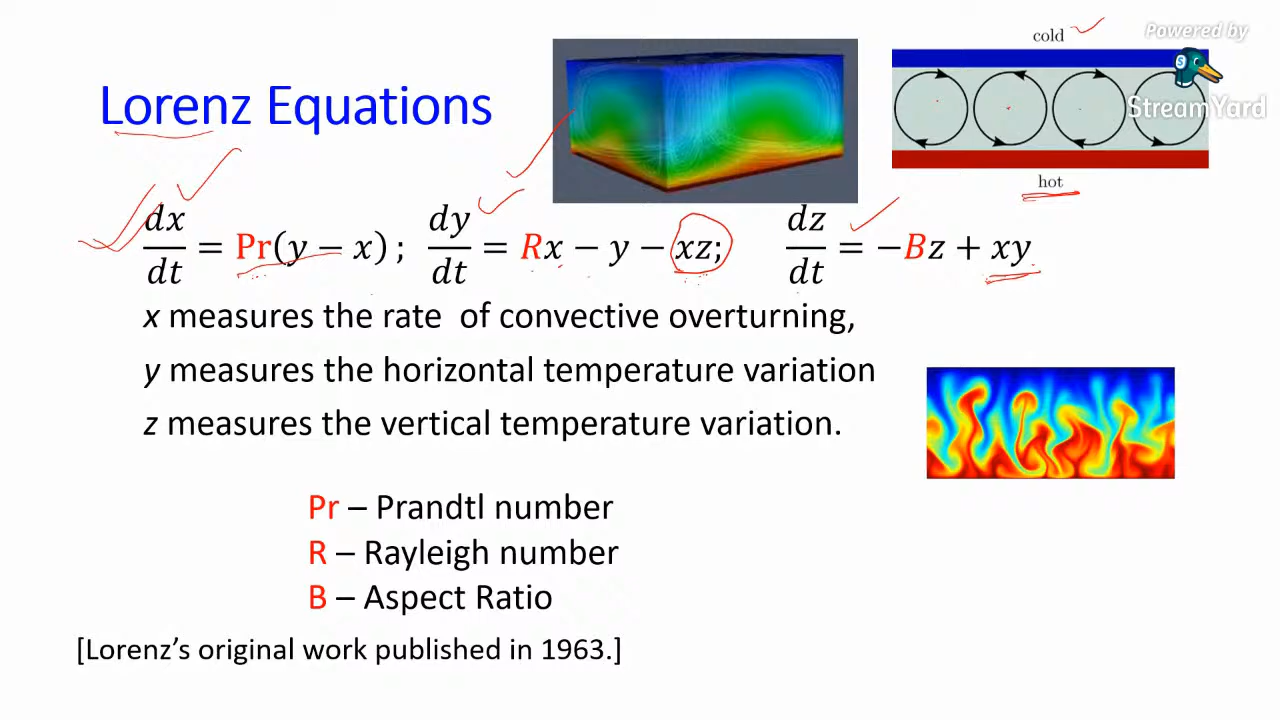 cold
Powered by
StreamYard
Lorenz Equations
hot
dx/dt = Pr(y − x) ; dy/dt = Rx − y − xz; dz/dt = −Bz + xy
x measures the rate of convective overturning,
y measures the horizontal temperature variation
z measures the vertical temperature variation.
Pr – Prandtl number
R – Rayleigh number
B – Aspect Ratio
[Lorenz’s original work published in 1963.]